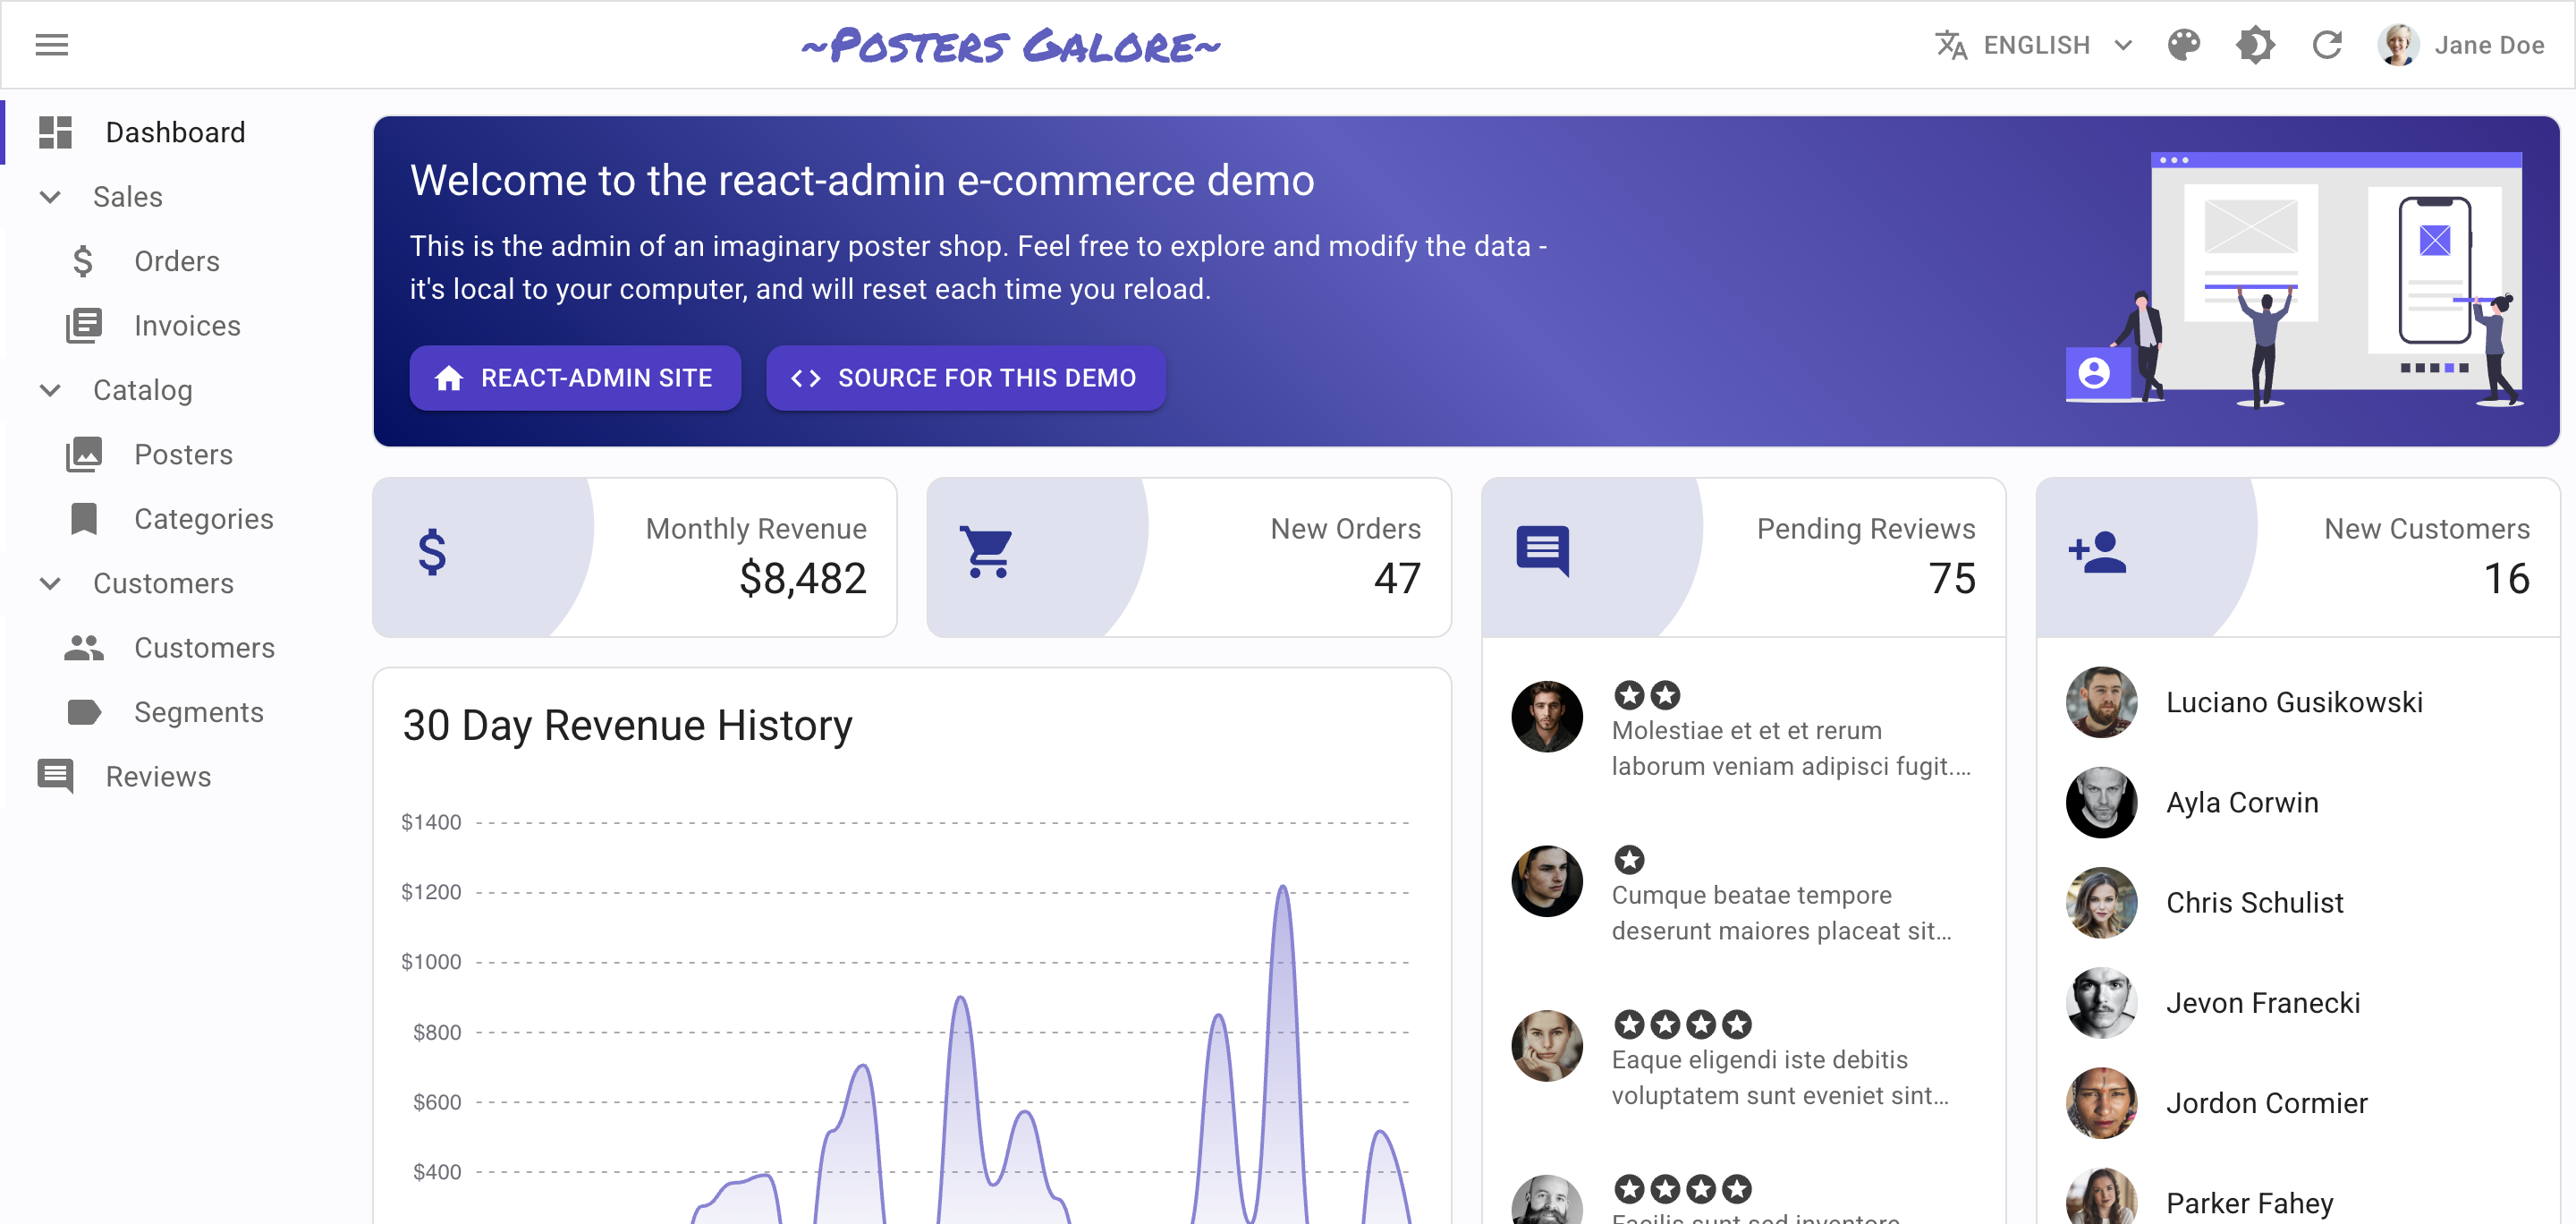 ~Posters Galore~
ENGLISH
Jane Doe
Dashboard
Sales
Orders
Invoices
Catalog
Posters
Categories
Customers
Customers
Segments
Reviews
Welcome to the react-admin e-commerce demo
This is the admin of an imaginary poster shop. Feel free to explore and modify the data -
it's local to your computer, and will reset each time you reload.
REACT-ADMIN SITE
SOURCE FOR THIS DEMO
Monthly Revenue
$8,482
New Orders
47
30 Day Revenue History
$1400
$1200
$1000
$800
$600
$400
Pending Reviews
75
Molestiae et et et rerum
laborum veniam adipisci fugit.…
Cumque beatae tempore
deserunt maiores placeat sit…
Eaque eligendi iste debitis
voluptatem sunt eveniet sint…
Facilis sunt sed inventore
New Customers
16
Luciano Gusikowski
Ayla Corwin
Chris Schulist
Jevon Franecki
Jordon Cormier
Parker Fahey